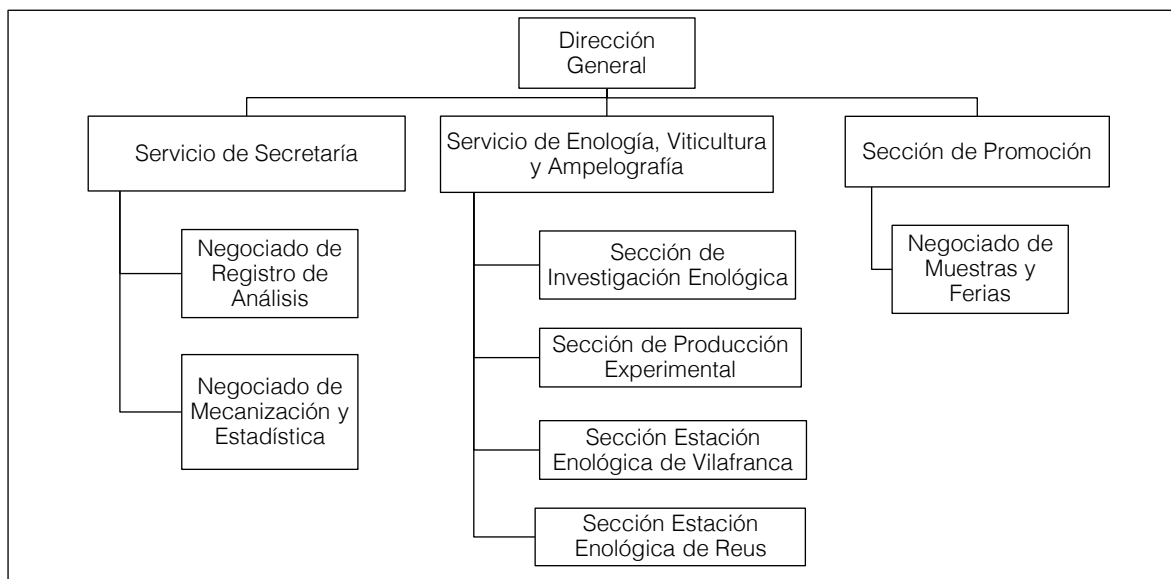 Dirección
General
Servicio de Secretaría
Servicio de Enología, Viticultura
y Ampelografía
Sección de Promoción
Negociado de
Registro de
Análisis
Negociado de
Mecanización y
Estadística
Sección de
Investigación Enológica
Sección de Producción
Experimental
Sección Estación
Enológica de Vilafranca
Sección Estación
Enológica de Reus
Negociado de
Muestras y
Ferias